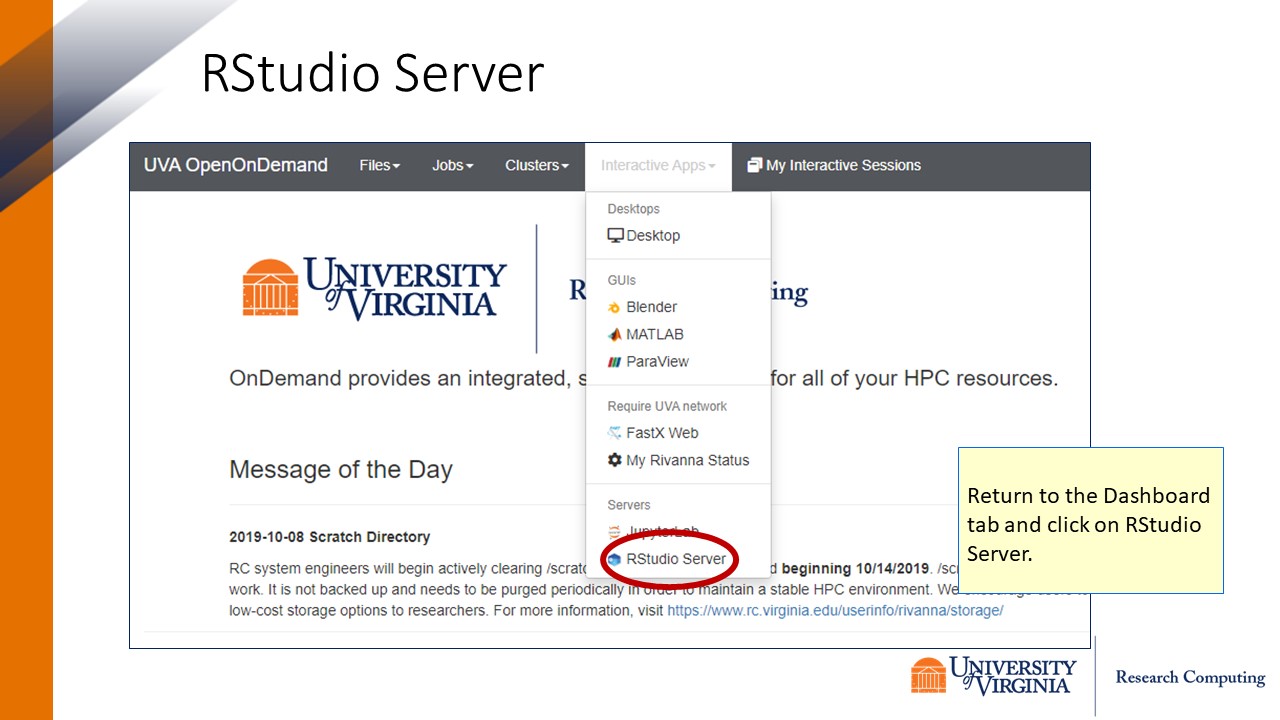 RStudio Server
UVA OpenOnDemand Files Jobs Clusters Interactive Apps My Interactive Sessions
Desktops
Desktop
GUIs
Blender
MATLAB
ParaView
Require UVA network
FastX Web
My Rivanna Status
Servers
JupyterLab
RStudio Server
UNIVERSITY
of VIRGINIA
R ing
OnDemand provides an integrated, s for all of your HPC resources.
Message of the Day
2019-10-08 Scratch Directory
RC system engineers will begin actively clearing /scratc d beginning 10/14/2019. /scr
work. It is not backed up and needs to be purged periodically in order to maintain a stable HPC environment. We encourage users to
low-cost storage options to researchers. For more information, visit https://www.rc.virginia.edu/userinfo/rivanna/storage/
Return to the Dashboard
tab and click on RStudio
Server.
UNIVERSITY
of VIRGINIA
Research Computing